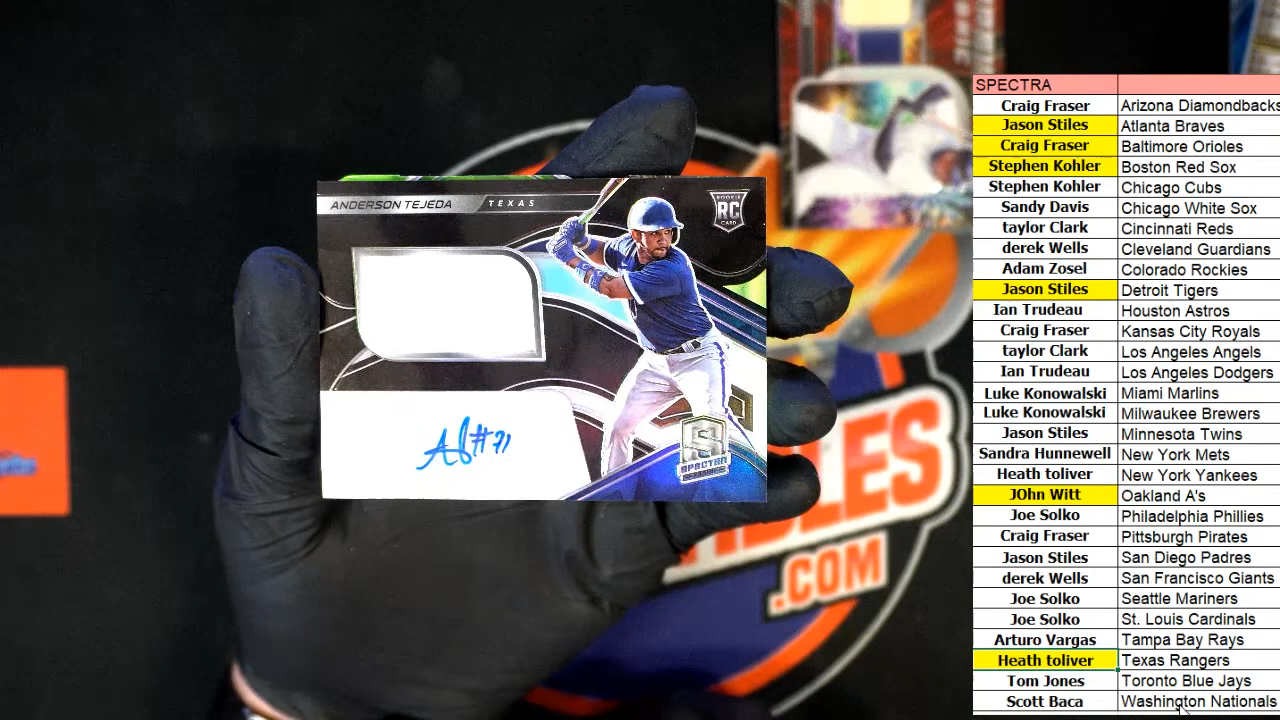 ANDERSON TEJEDA TEXAS
ROOKIE
RC
CARD
A #71
S
SPECTRA
BLES
.COM
SPECTRA
Craig Fraser Arizona Diamondbacks
Jason Stiles Atlanta Braves
Craig Fraser Baltimore Orioles
Stephen Kohler Boston Red Sox
Stephen Kohler Chicago Cubs
Sandy Davis Chicago White Sox
taylor Clark Cincinnati Reds
derek Wells Cleveland Guardians
Adam Zosel Colorado Rockies
Jason Stiles Detroit Tigers
Ian Trudeau Houston Astros
Craig Fraser Kansas City Royals
taylor Clark Los Angeles Angels
Ian Trudeau Los Angeles Dodgers
Luke Konowalski Miami Marlins
Luke Konowalski Milwaukee Brewers
Jason Stiles Minnesota Twins
Sandra Hunnewell New York Mets
Heath toliver New York Yankees
JOhn Witt Oakland A's
Joe Solko Philadelphia Phillies
Craig Fraser Pittsburgh Pirates
Jason Stiles San Diego Padres
derek Wells San Francisco Giants
Joe Solko Seattle Mariners
Joe Solko St. Louis Cardinals
Arturo Vargas Tampa Bay Rays
Heath toliver Texas Rangers
Tom Jones Toronto Blue Jays
Scott Baca Washington Nationals